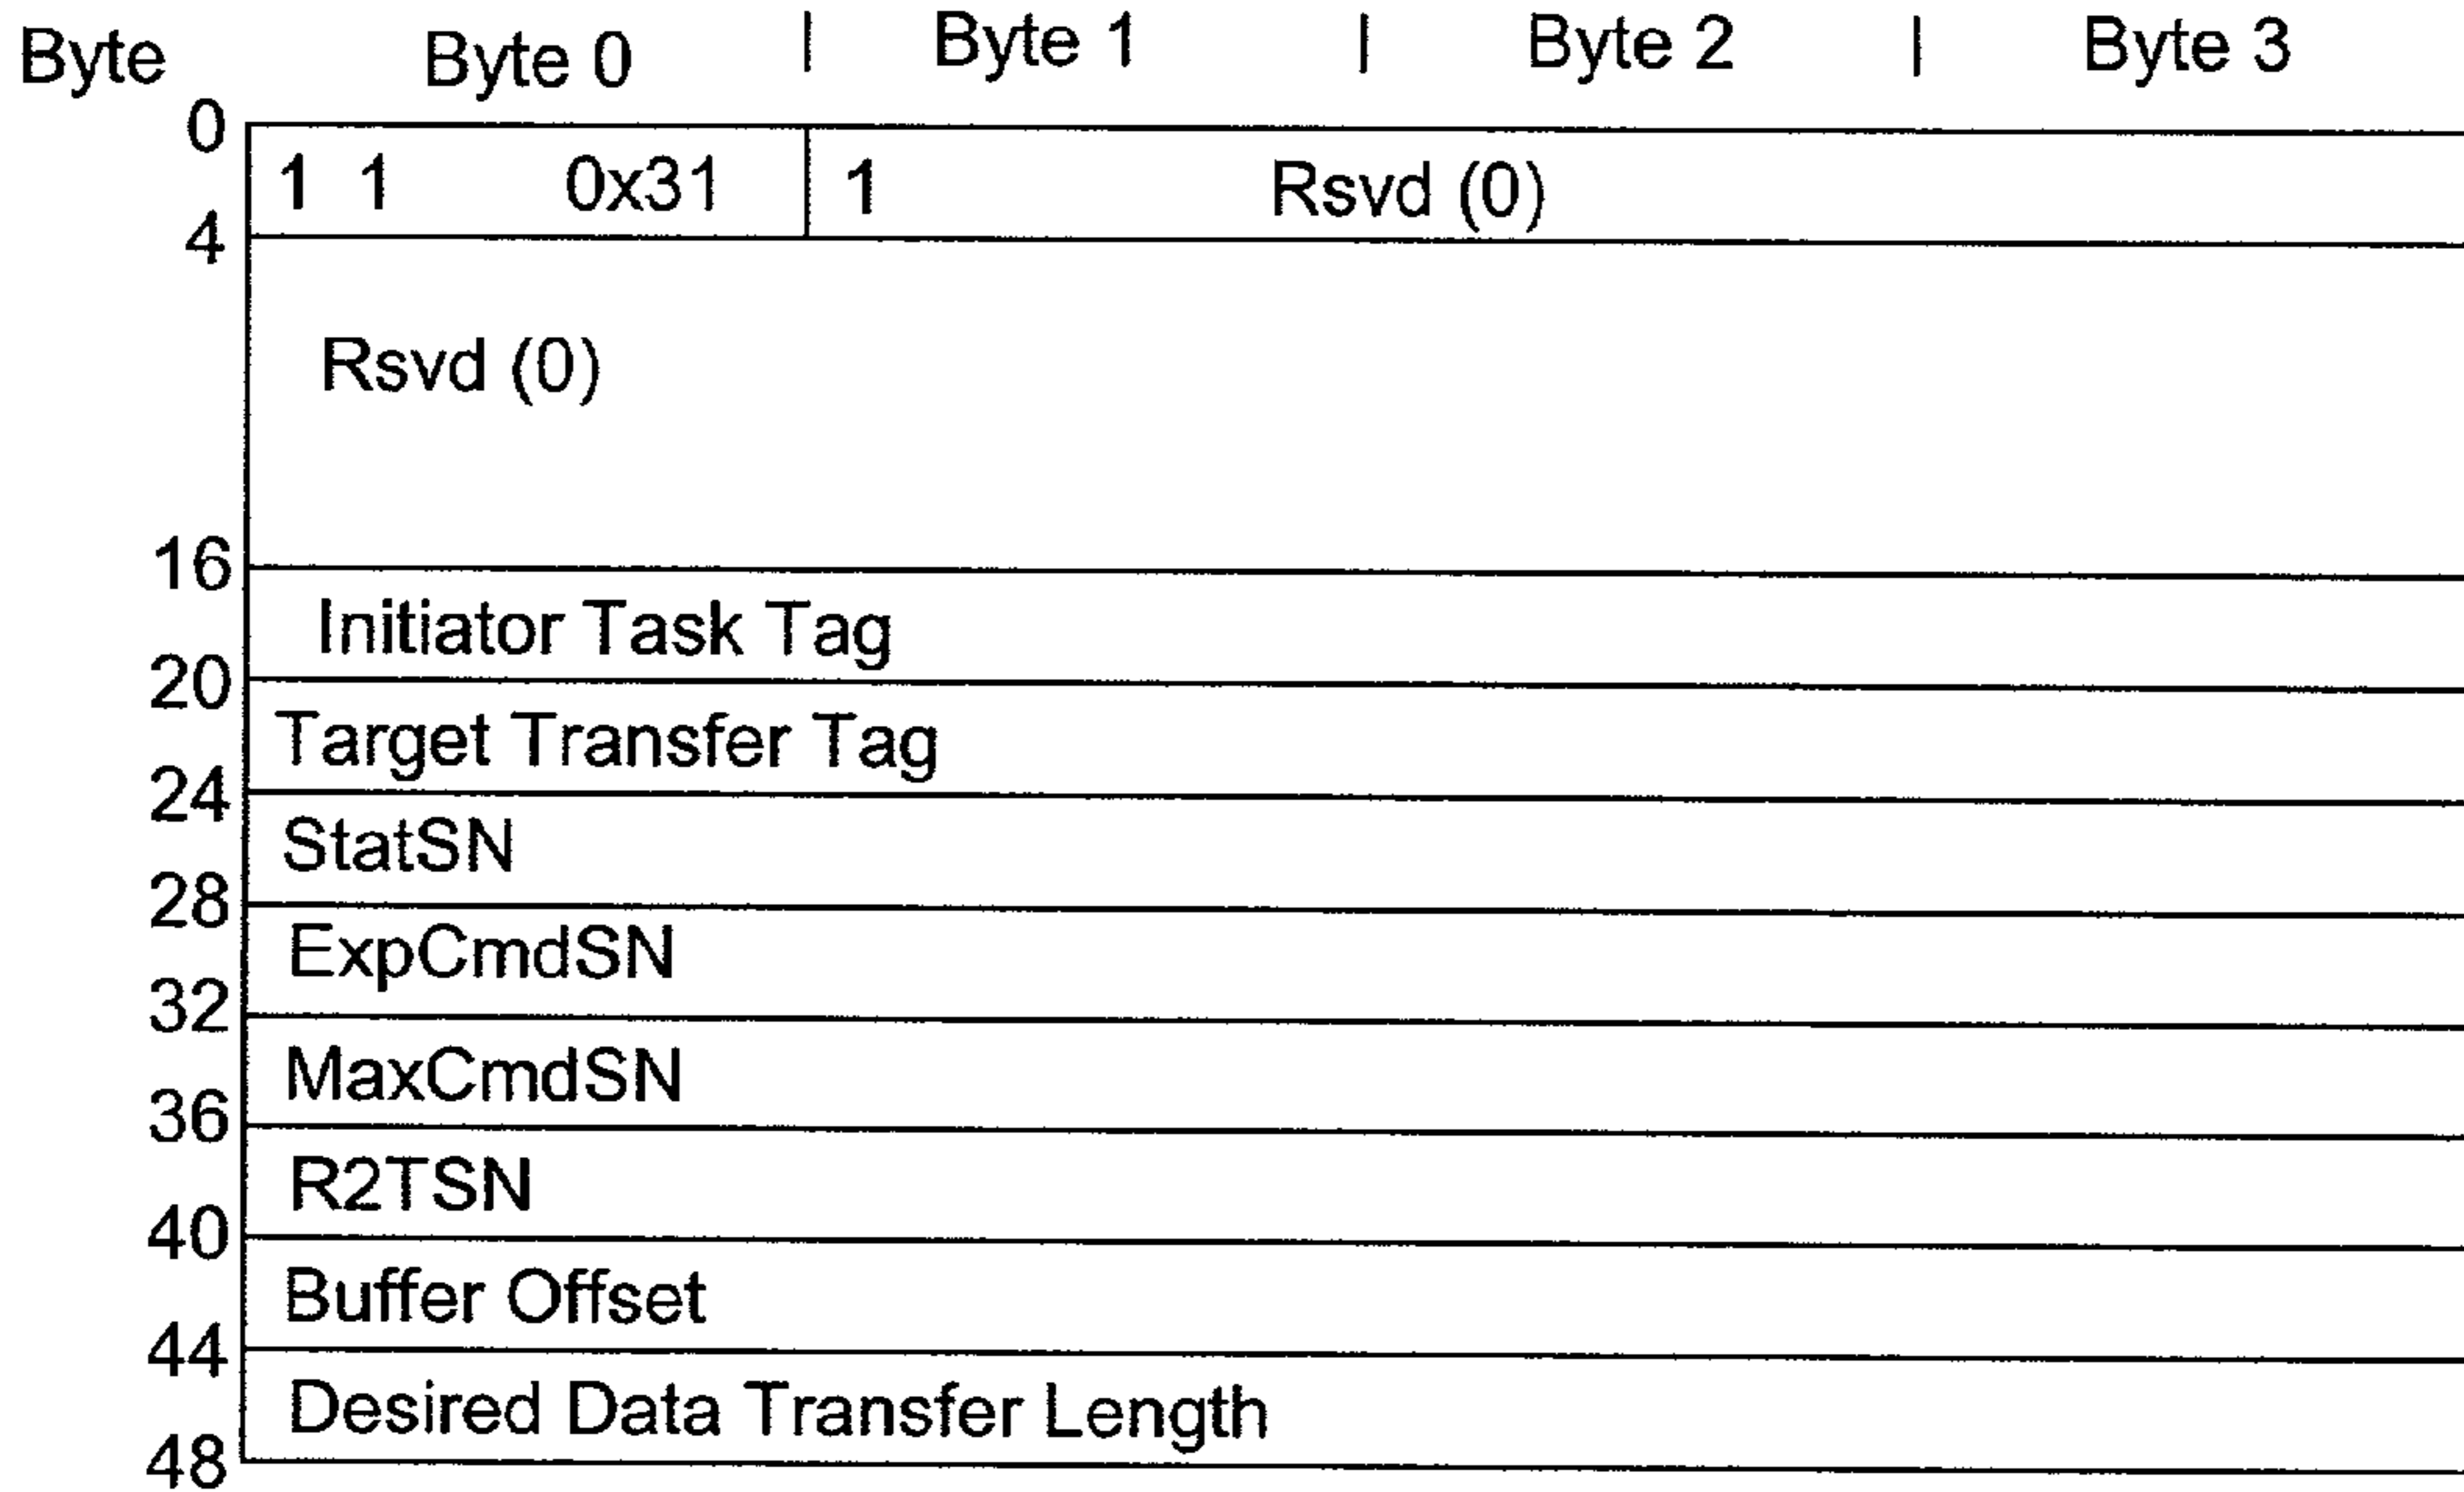 Byte Byte 0 | Byte 1 | Byte 2 | Byte 3
0
1 1 0x31 1 Rsvd (0)
4
Rsvd (0)
16
Initiator Task Tag
20
Target Transfer Tag
24
StatSN
28
ExpCmdSN
32
MaxCmdSN
36
R2TSN
40
Buffer Offset
44
Desired Data Transfer Length
48